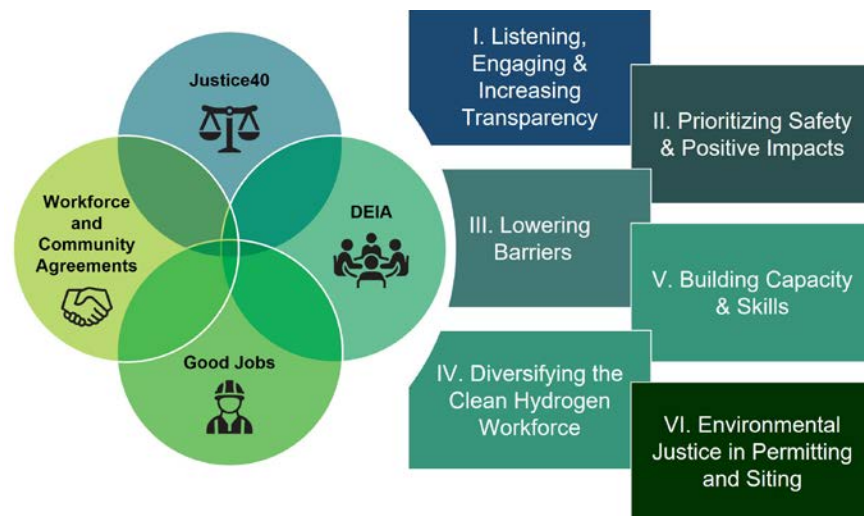 Justice40
Workforce
and
Community
Agreements
DEIA
Good Jobs
I. Listening,
Engaging &
Increasing
Transparency
II. Prioritizing Safety
& Positive Impacts
III. Lowering
Barriers
V. Building Capacity
& Skills
IV. Diversifying the
Clean Hydrogen
Workforce
VI. Environmental
Justice in Permitting
and Siting